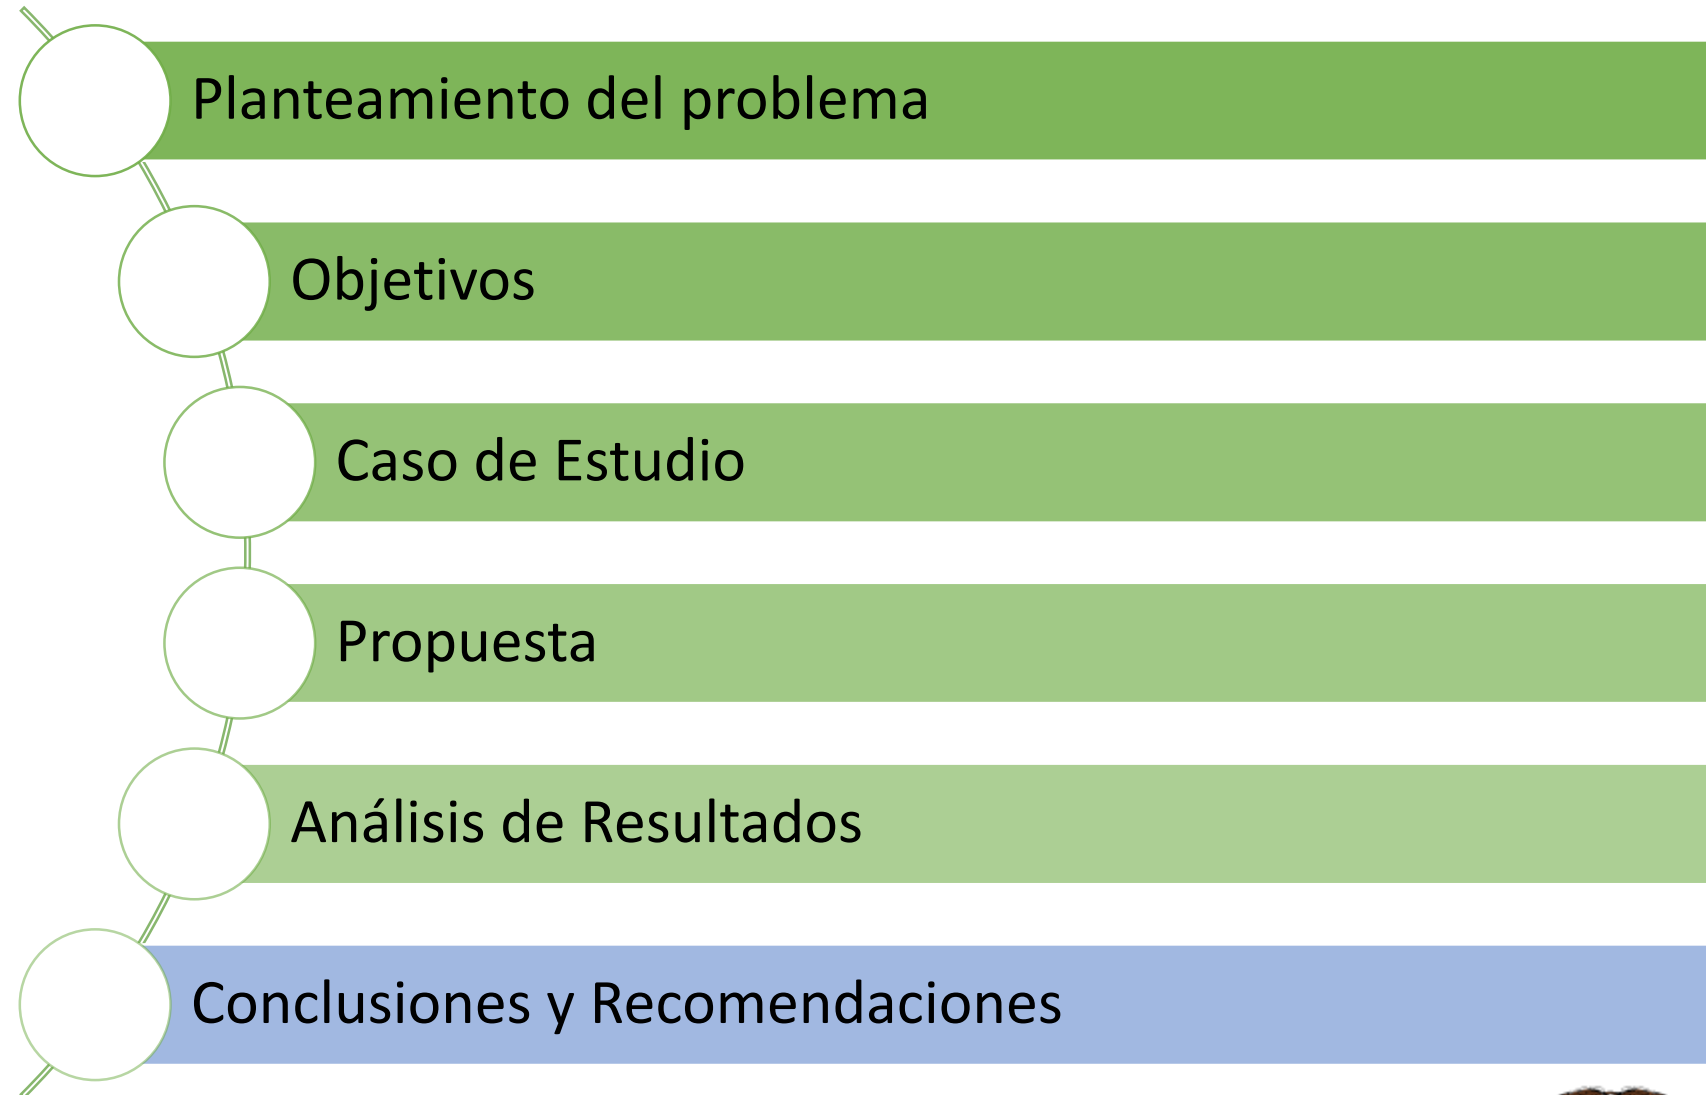 Planteamiento del problema
Objetivos
Caso de Estudio
Propuesta
Análisis de Resultados
Conclusiones y Recomendaciones